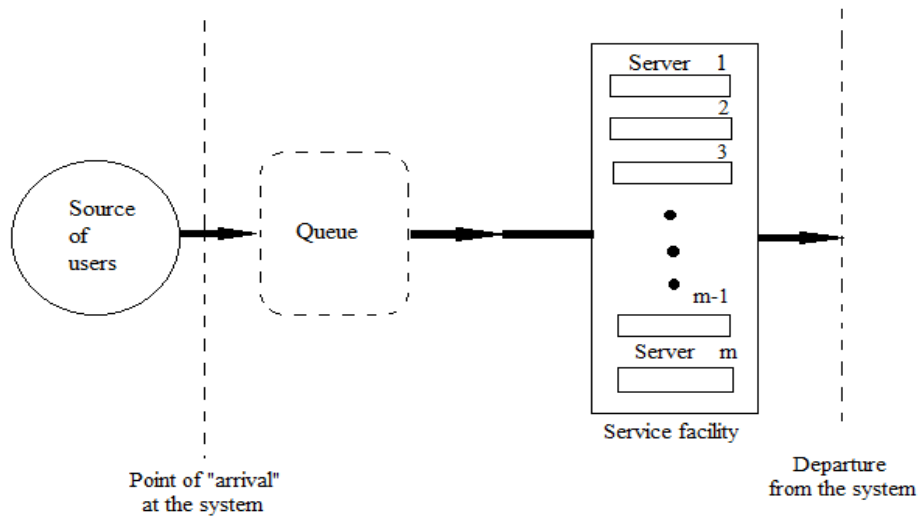 Source
of
users
Point of "arrival"
at the system
Queue
Server 1
2
3
m-1
Server m
Service facility
Departure
from the system